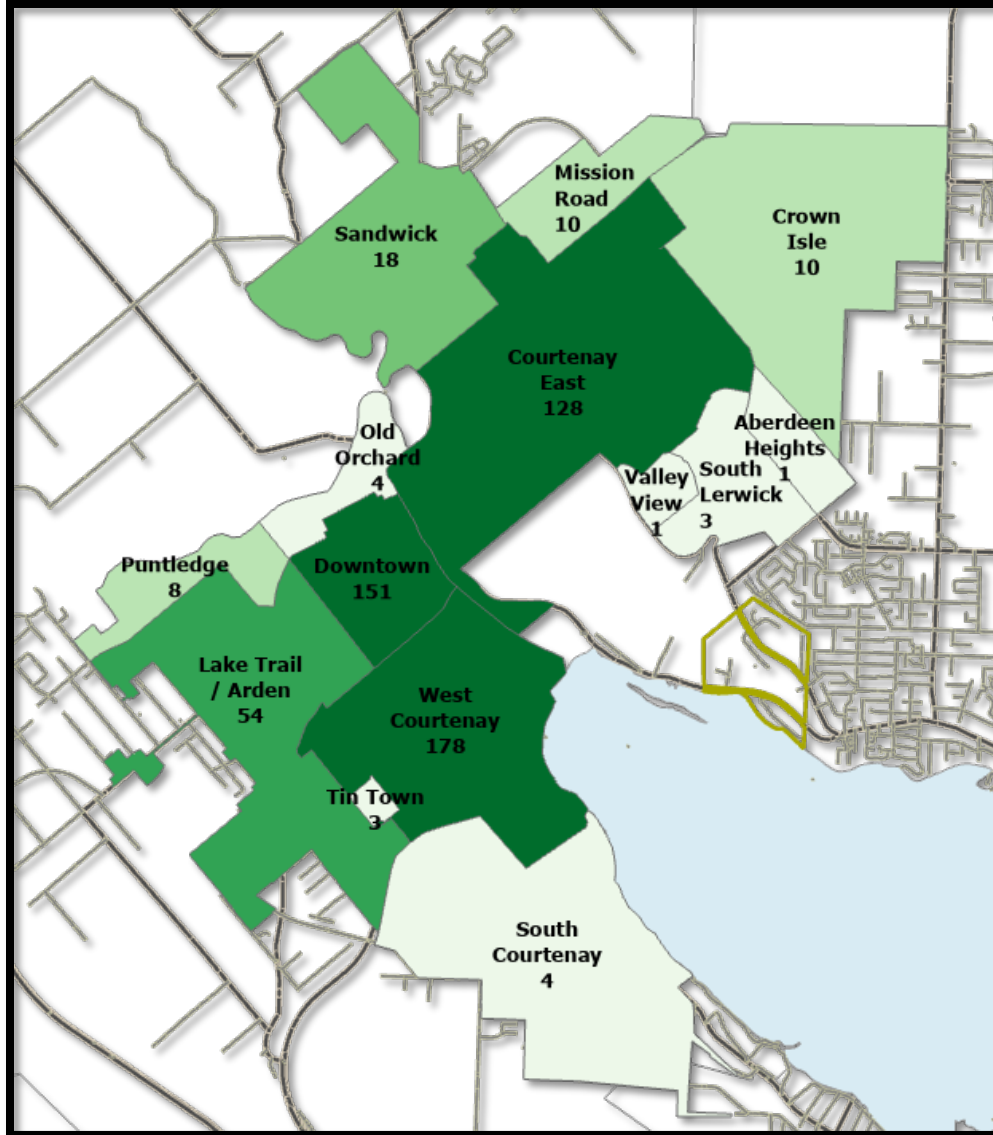 Mission
Road
10
Crown
Isle
10
Sandwick
18
Courtenay
East
128
Aberdeen
Heights
1
Old
Orchard
4
Valley
View
1
South
Lerwick
3
Puntledge
8
Downtown
151
Lake Trail
/ Arden
54
West
Courtenay
178
Tin Town
3
South
Courtenay
4